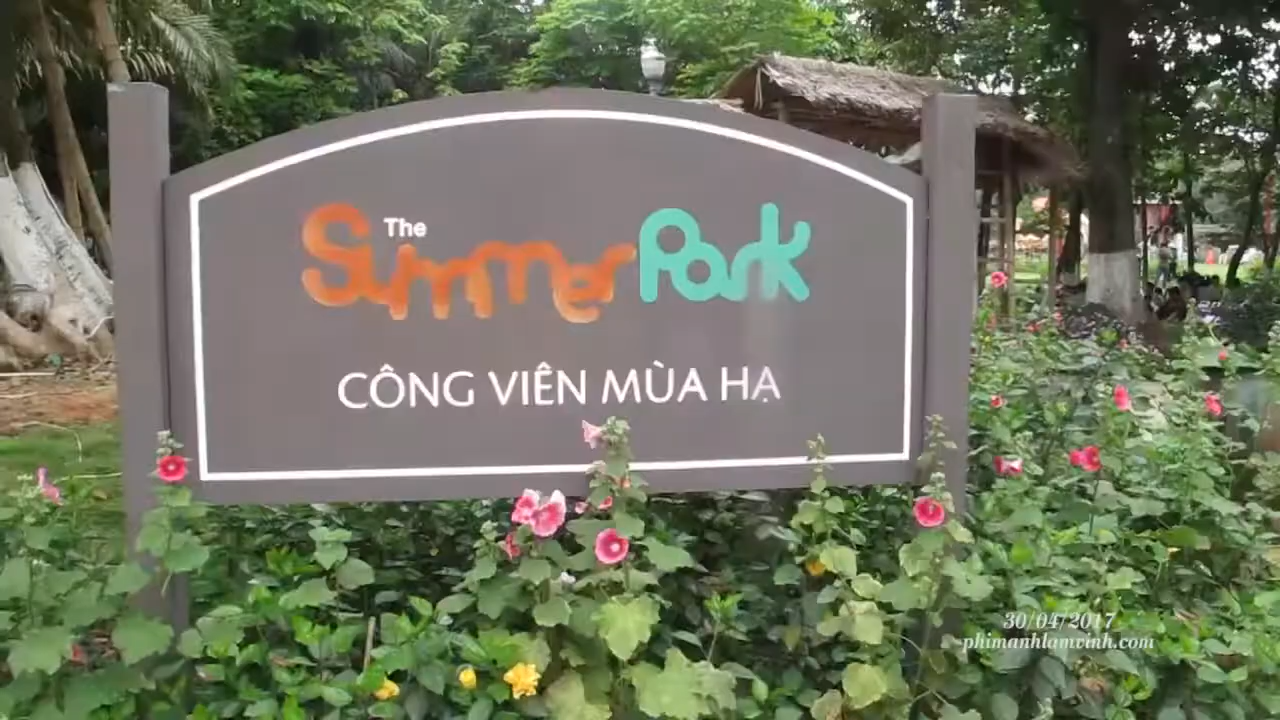 The Summer Park
CÔNG VIÊN MÙA HẠ
30/04/2017
phimanhlamvinh.com